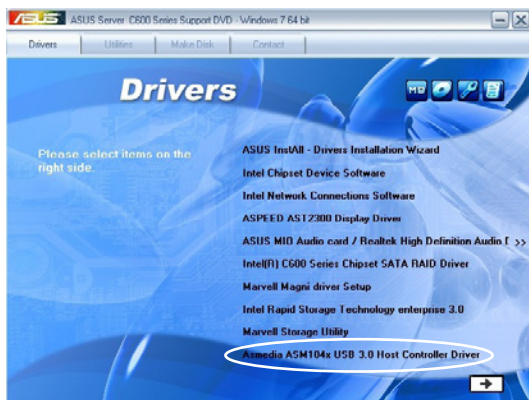 ASUS ASUS Server C600 Series Support DVD - Windows 7 64 bit
Drivers Utilities Make Disk Contact
Drivers
Please select items on the
right side.
ASUS InstAll - Drivers Installation Wizard
Intel Chipset Device Software
Intel Network Connections Software
ASPEED AST2300 Display Driver
ASUS MIO Audio card / Realtek High Definition Audio D >>
Intel(R) C600 Series Chipset SATA RAID Driver
Marvell Magni driver Setup
Intel Rapid Storage Technology enterprise 3.0
Marvell Storage Utility
Asmedia ASM104x USB 3.0 Host Controller Driver